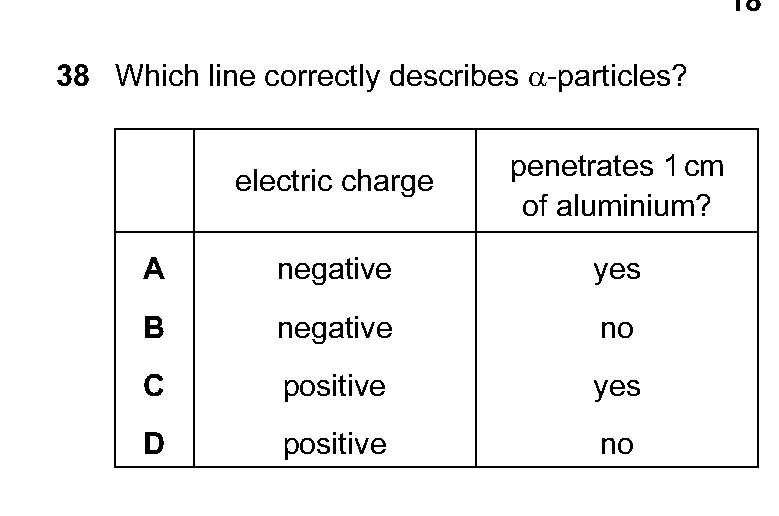 18
38 Which line correctly describes α-particles?
electric charge
penetrates 1 cm
of aluminium?
A negative yes
B negative no
C positive yes
D positive no